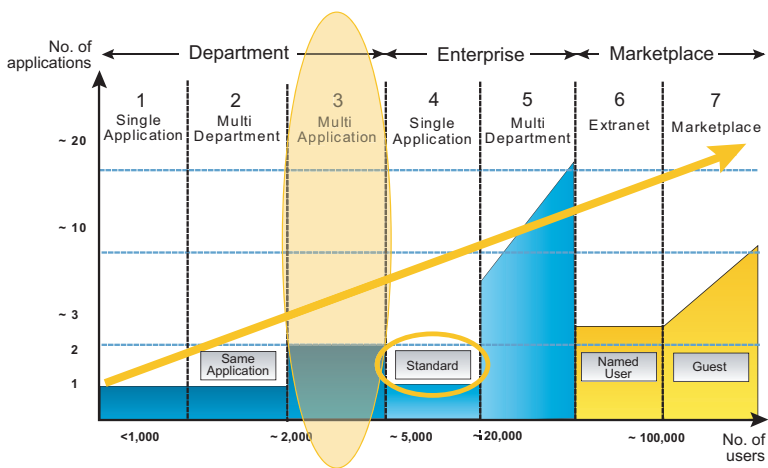 No. of
applications
Department
Enterprise
Marketplace
1
Single
Application
2
Multi
Department
3
Multi
Application
4
Single
Application
5
Multi
Department
6
Extranet
7
Marketplace
~ 20
~ 10
~ 3
2
1
Same
Application
Standard
Named
User
Guest
<1,000
~ 2,000
~ 5,000
~20,000
~ 100,000
No. of
users